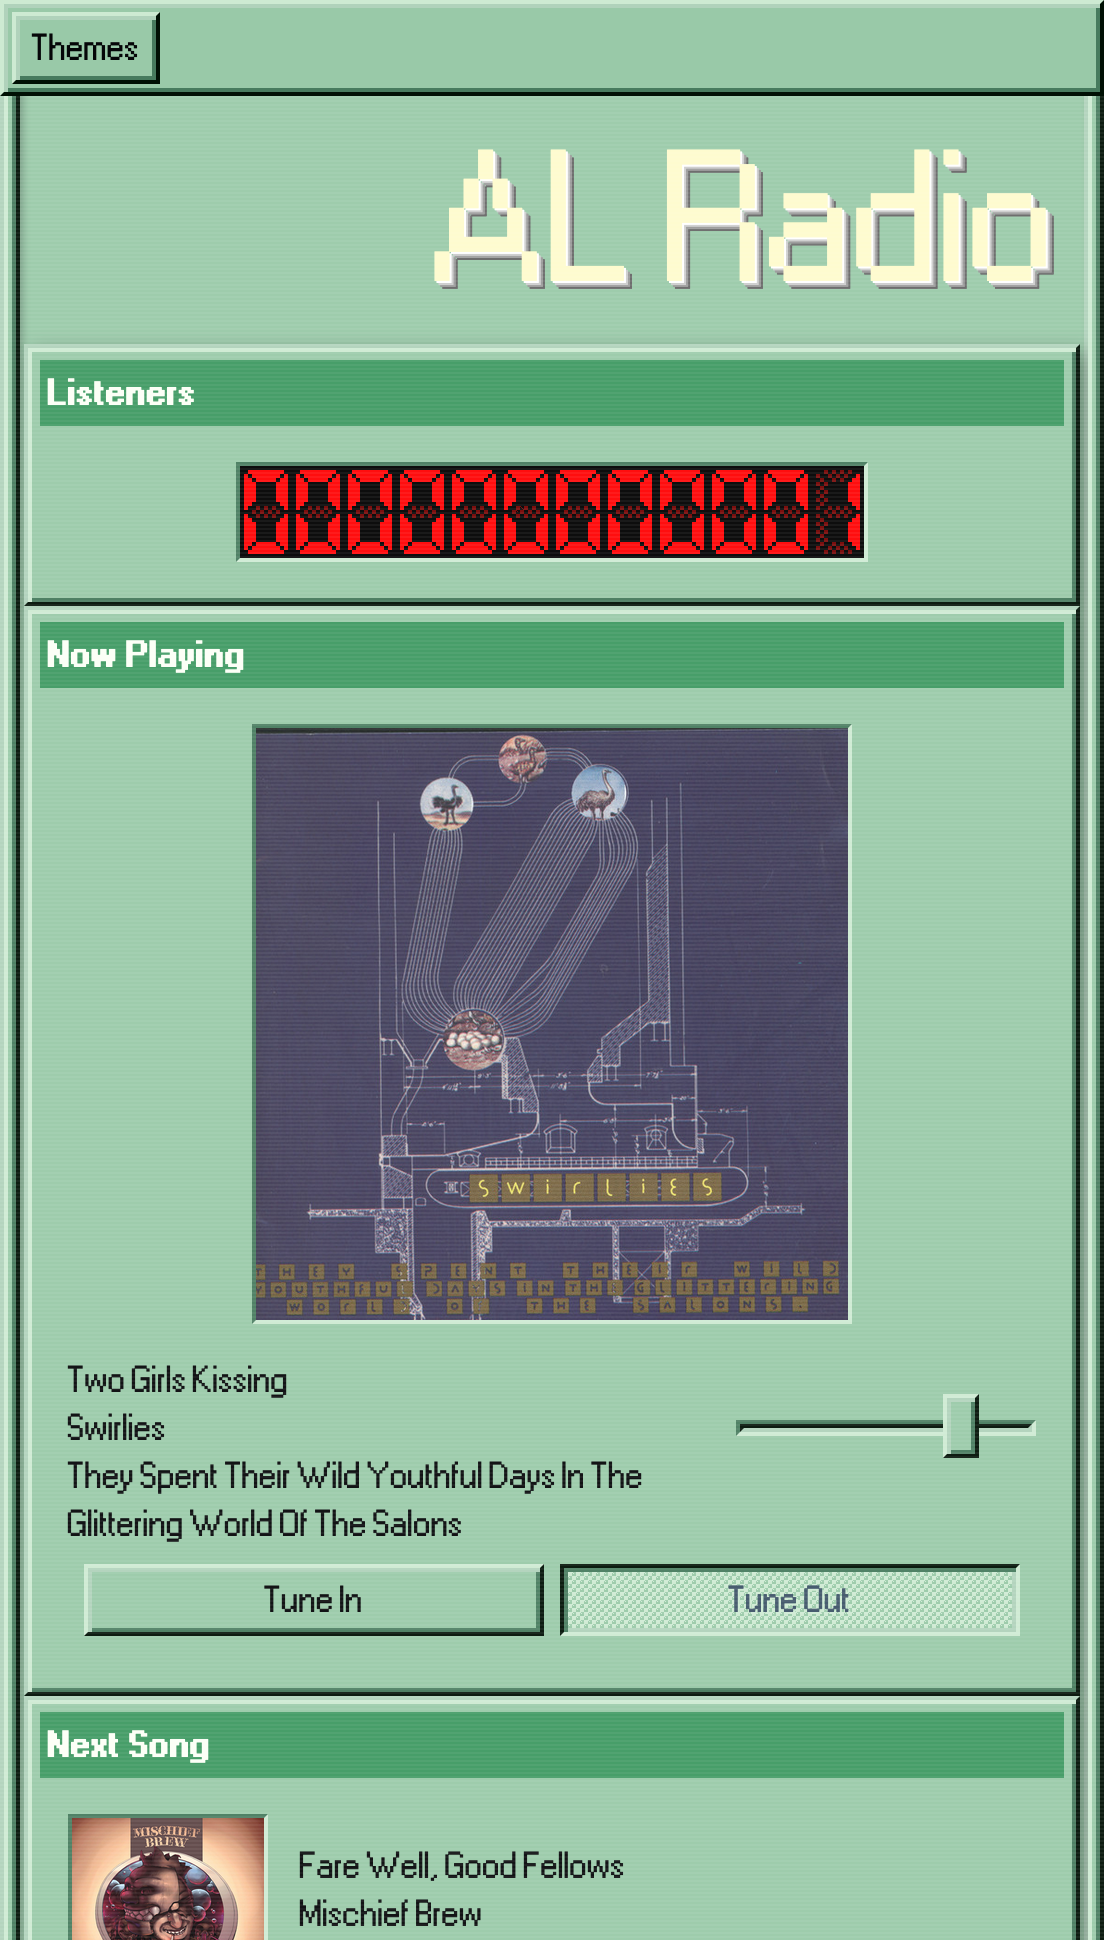 Themes
AL Radio
Listeners
000000000001
Now Playing
SWIRLIES
THEY SPENT THEIR WILD
YOUTHFUL DAYS IN THE GLITTERING
WORLD OF THE SALONS.
Two Girls Kissing
Swirlies
They Spent Their Wild Youthful Days In The
Glittering World Of The Salons
Tune In
Tune Out
Next Song
MISCHIEF
BREW
Fare Well, Good Fellows
Mischief Brew